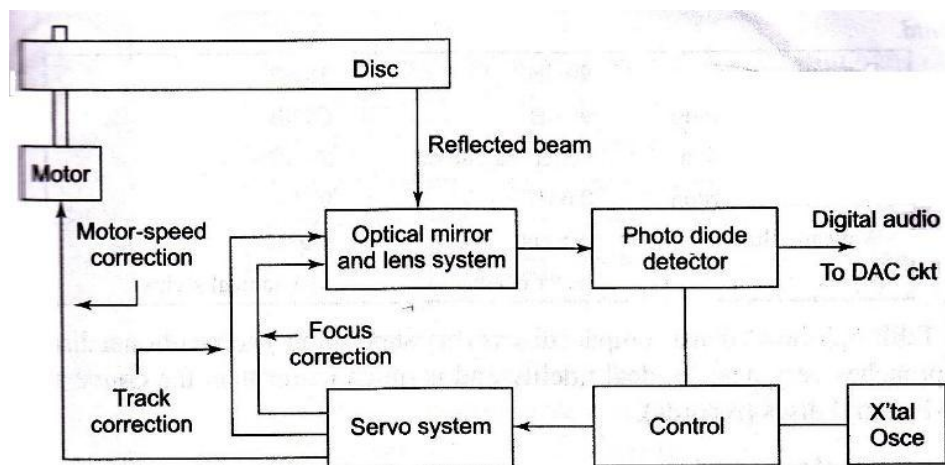 Disc
Reflected beam
Motor
Motor-speed
correction
Optical mirror
and lens system
Photo diode
detector
Digital audio
To DAC ckt
Focus
correction
Track
correction
Servo system
Control
X'tal
Osce